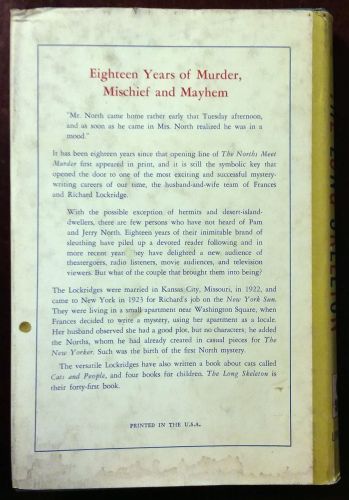 Eighteen Years of Murder,
Mischief and Mayhem
"Mr. North came home rather early that Tuesday afternoon,
and as soon as he came in Mrs. North realized he was in a
mood."
It has been eighteen years since that opening line of The Norths Meet
Murder first appeared in print, and it is still the symbolic key that
opened the door to one of the most exciting and successful mystery-
writing careers of our time, the husband-and-wife team of Frances
and Richard Lockridge.
With the possible exception of hermits and desert-island-
dwellers, there are few persons who have not heard of Pam
and Jerry North. Eighteen years of their inimitable brand of
sleuthing have piled up a devoted reader following and in
more recent years they have delighted a new audience of
theatergoers, radio listeners, movie audiences, and television
viewers. But what of the couple that brought them into being?
The Lockridges were married in Kansas City, Missouri, in 1922, and
came to New York in 1923 for Richard's job on the New York Sun.
They were living in a small apartment near Washington Square, when
Frances decided to write a mystery, using her apartment as a locale.
Her husband observed she had a good plot, but no characters; he added
the Norths, whom he had already created in casual pieces for The
New Yorker. Such was the birth of the first North mystery.
The versatile Lockridges have also written a book about cats called
Cats and People, and four books for children. The Long Skeleton is
their forty-first book.
PRINTED IN THE U.S.A.